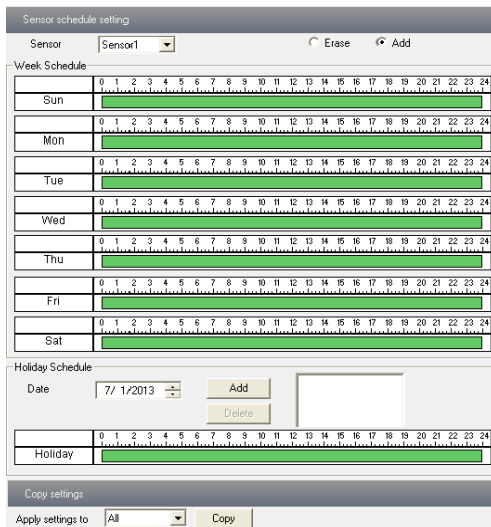 Sensor schedule setting
Sensor Sensor1 Erase Add
Week Schedule
0 1 2 3 4 5 6 7 8 9 10 11 12 13 14 15 16 17 18 19 20 21 22 23 24
Sun
0 1 2 3 4 5 6 7 8 9 10 11 12 13 14 15 16 17 18 19 20 21 22 23 24
Mon
0 1 2 3 4 5 6 7 8 9 10 11 12 13 14 15 16 17 18 19 20 21 22 23 24
Tue
0 1 2 3 4 5 6 7 8 9 10 11 12 13 14 15 16 17 18 19 20 21 22 23 24
Wed
0 1 2 3 4 5 6 7 8 9 10 11 12 13 14 15 16 17 18 19 20 21 22 23 24
Thu
0 1 2 3 4 5 6 7 8 9 10 11 12 13 14 15 16 17 18 19 20 21 22 23 24
Fri
0 1 2 3 4 5 6 7 8 9 10 11 12 13 14 15 16 17 18 19 20 21 22 23 24
Sat
Holiday Schedule
Date 7/ 1/2013 Add
Delete
0 1 2 3 4 5 6 7 8 9 10 11 12 13 14 15 16 17 18 19 20 21 22 23 24
Holiday
Copy settings
Apply settings to All Copy